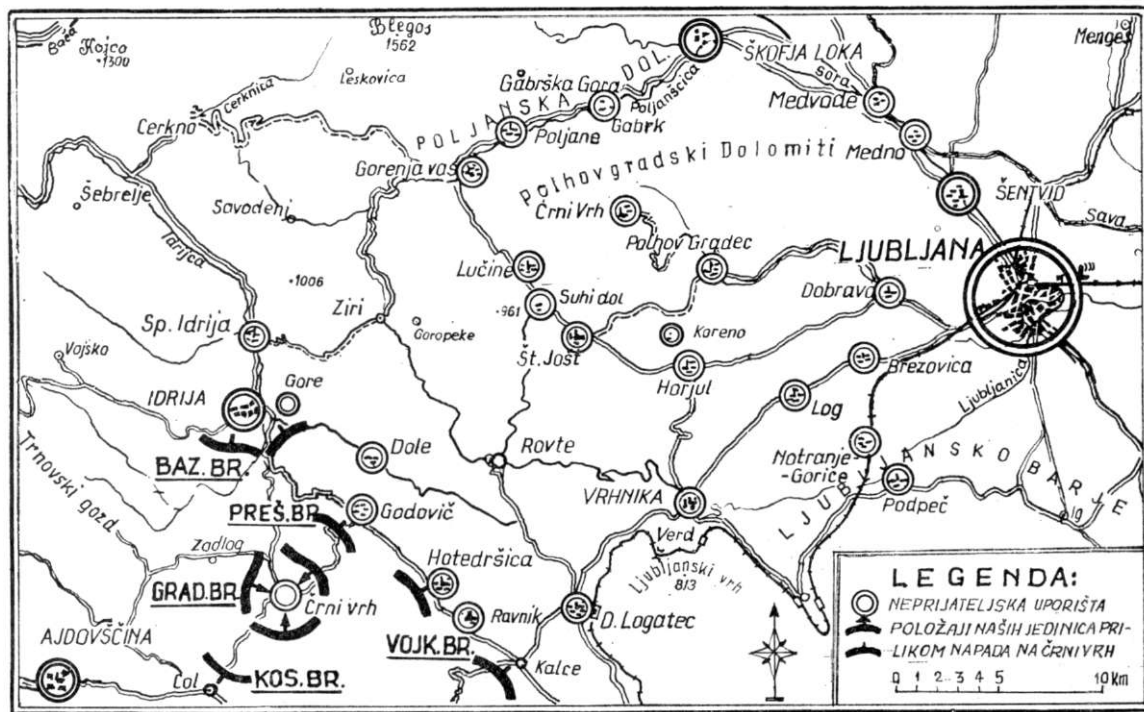 Bača
Kojca
1300
Blegoš
1562
Leskovica
Cerknica
Cerkno
POLJANSKA DOL.
Gabrška Gora
Poljanščica
Gabrk
Poljane
Gorenja vas
ŠKOFJA LOKA
Sora
Medvode
Medno
Mengeš
ŠENTVID
Sava
Polhovgradski Dolomiti
Črni Vrh
Polhov Gradec
LJUBLJANA
Dobrava
Šebrelje
Savodenj
Idrijca
Lučine
Suhi dol
1006
961
Žiri
Goropeke
Sp. Idrija
Št. Jošt
Koreno
Horjul
Brezovica
Ljubljanica
Vojsko
Gore
IDRIJA
Log
BAZ. BR.
Dole
Rovte
Notranje-
Gorice
LJUBLJANSKO BARJE
Trnovski gozd
PREŠ. BR.
Godovič
VRHNIKA
Podpeč
Ig
Verd
Zadlog
Hotedršica
Ljubljanski vrh
813
GRAD. BR.
Črni vrh
Ravnik
D. Logatec
AJDOVŠČINA
VOJK. BR.
Kalce
Col
KOS. BR.
LEGENDA:
NEPRIJATELJSKA UPORIŠTA
POLOŽAJI NAŠIH JEDINICA PRI-
LIKOM NAPADA NA ČRNI VRH
0 1 2 3 4 5 10 Km